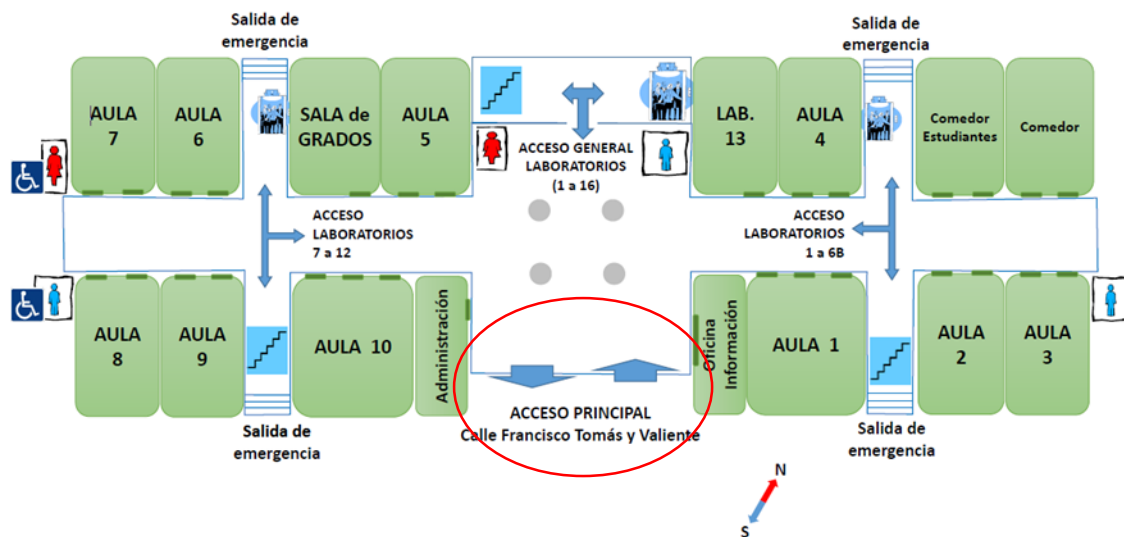 Salida de
emergencia
Salida de
emergencia
AULA
7
AULA
6
SALA de
GRADOS
AULA
5
ACCESO GENERAL
LABORATORIOS
(1 a 16)
LAB.
13
AULA
4
Comedor
Estudiantes
Comedor
ACCESO
LABORATORIOS
7 a 12
ACCESO
LABORATORIOS
1 a 6B
AULA
8
AULA
9
AULA 10
Administración
Oficina
Información
AULA 1
AULA
2
AULA
3
ACCESO PRINCIPAL
Calle Francisco Tomás y Valiente
Salida de
emergencia
Salida de
emergencia
N
S